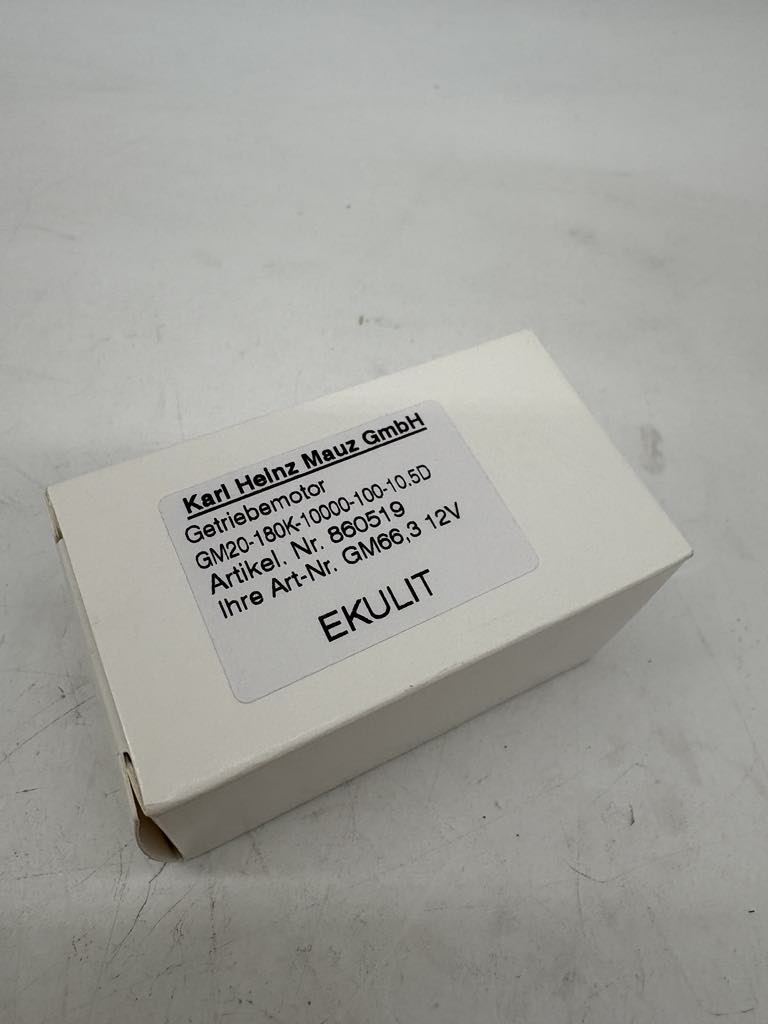 Karl Heinz Mauz GmbH
Getriebemotor
GM20-180K-10000-100-10.5D
Artikel. Nr. 860519
Ihre Art-Nr. GM66,3 12V
EKULIT